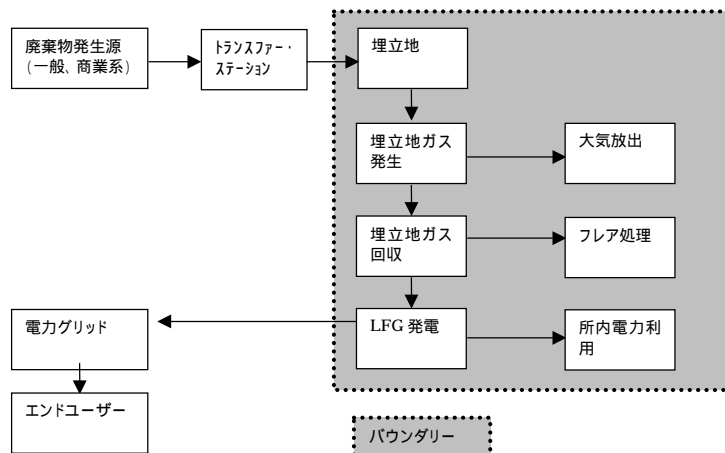 廃棄物発生源
(一般、商業系)
ﾄﾗﾝｽﾌｧｰ･
ｽﾃｰｼｮﾝ
埋立地
埋立地ガス
発生
大気放出
埋立地ガス
回収
フレア処理
電力グリッド
LFG 発電
所内電力利
用
エンドユーザー
バウンダリー